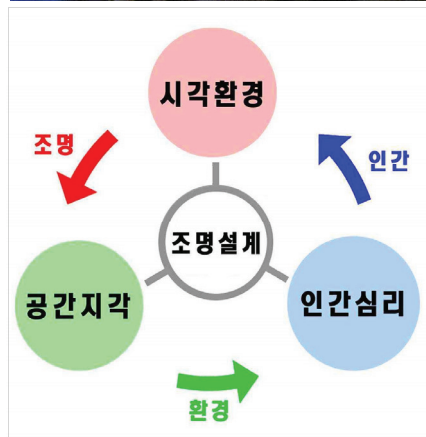 시각환경
조명
인간
조명설계
공간지각
인간심리
환경